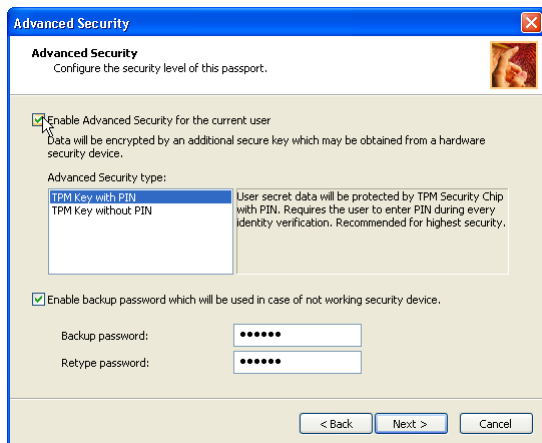 Advanced Security
Advanced Security
Configure the security level of this passport.
Enable Advanced Security for the current user
Data will be encrypted by an additional secure key which may be obtained from a hardware
security device.
Advanced Security type:
TPM Key with PIN
TPM Key without PIN
User secret data will be protected by TPM Security Chip
with PIN. Requires the user to enter PIN during every
identity verification. Recommended for highest security.
Enable backup password which will be used in case of not working security device.
Backup password: ●●●●●●
Retype password: ●●●●●●
< Back Next > Cancel